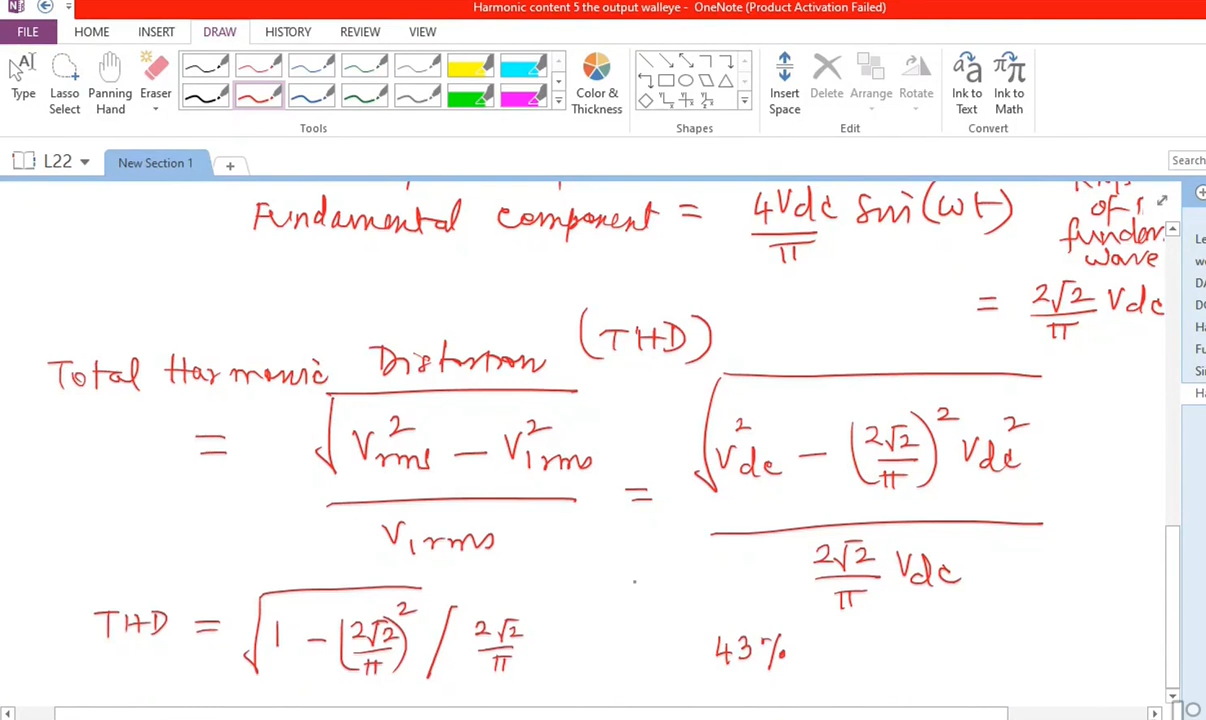 Harmonic content 5 the output walleye - OneNote (Product Activation Failed)
FILE HOME INSERT DRAW HISTORY REVIEW VIEW
Type Lasso Select Panning Hand Eraser Color & Thickness Insert Space Delete Arrange Rotate Ink to Text Ink to Math
Tools Shapes Edit Convert
L22 New Section 1 + Search
Fundamental component = 4Vdc/π sin(ωt)
of
wave
= 2√2/π Vdc
Total Harmonic Distortion (THD)
= √(V²rms − V²1rms) / V1rms = √(V²dc − (2√2/π)² Vdc²) / (2√2/π Vdc)
THD = √(1 − (2√2/π)²) / 2√2/π 43%